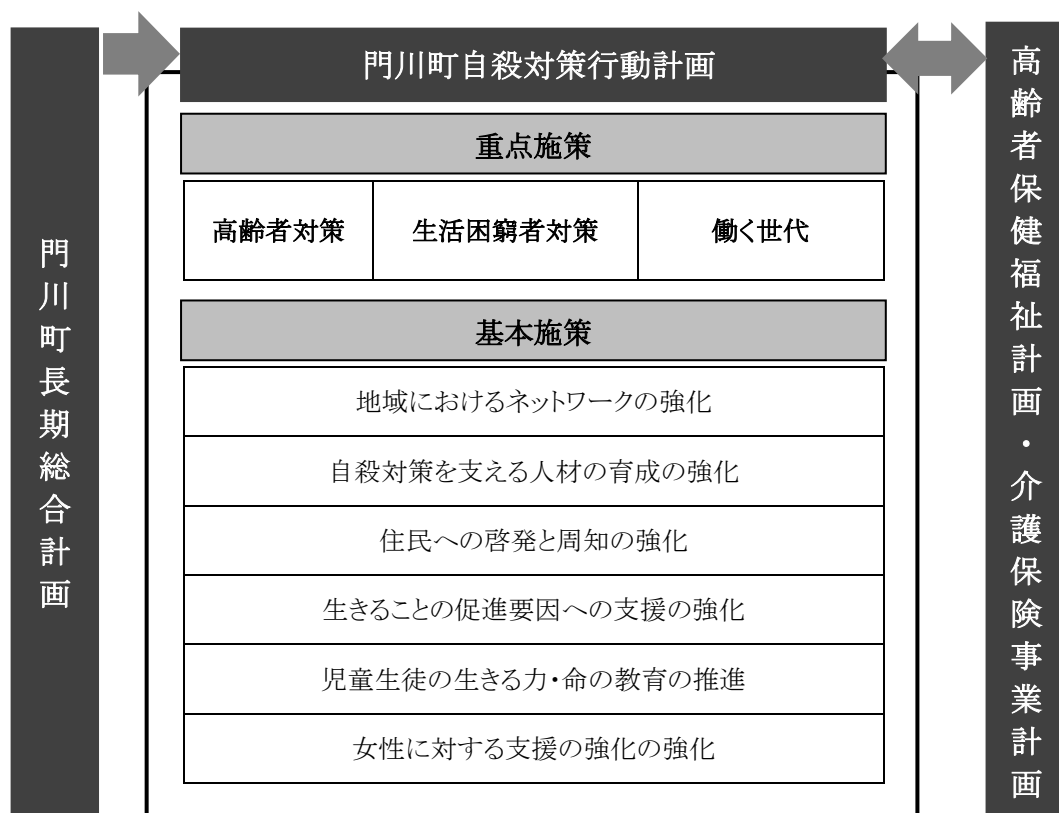 門川町長期総合計画
門川町自殺対策行動計画
重点施策
高齢者対策
生活困窮者対策
働く世代
基本施策
地域におけるネットワークの強化
自殺対策を支える人材の育成の強化
住民への啓発と周知の強化
生きることの促進要因への支援の強化
児童生徒の生きる力・命の教育の推進
女性に対する支援の強化の強化
高齢者保健福祉計画・介護保険事業計画